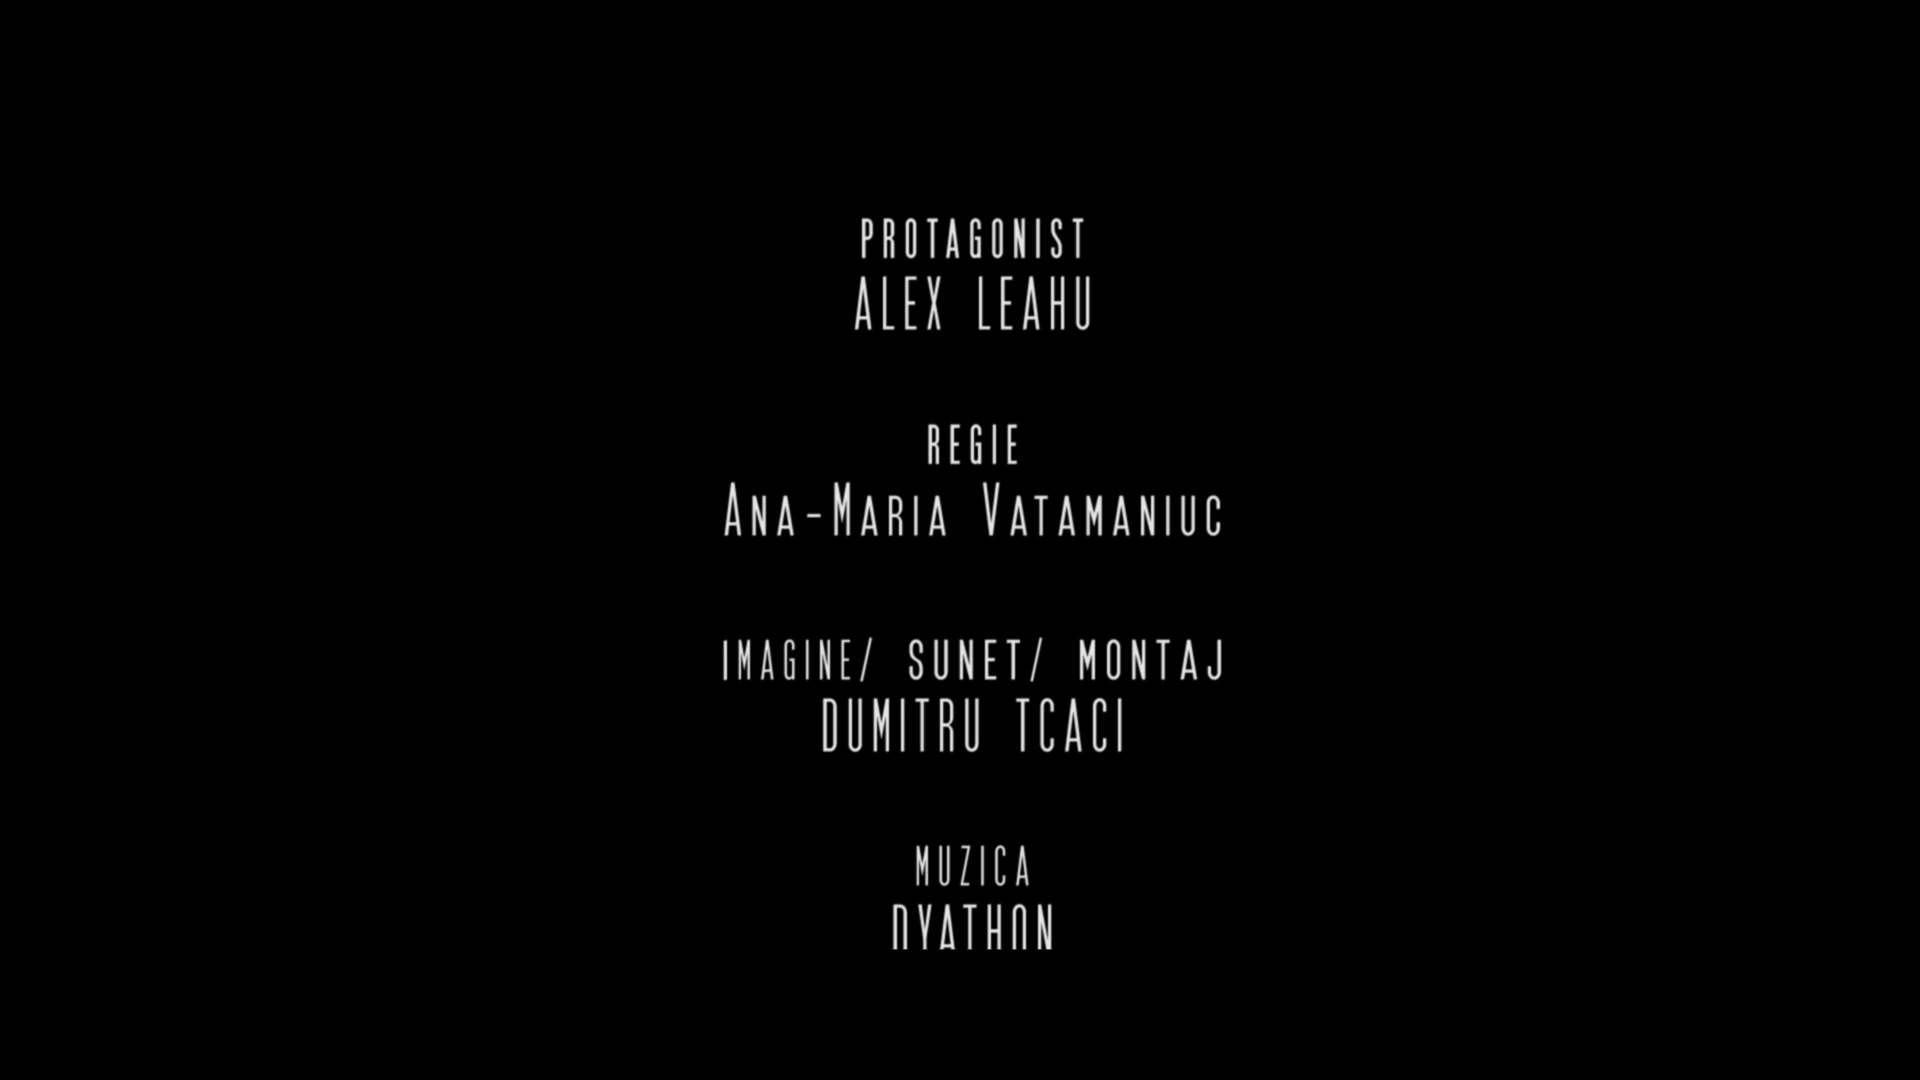 PROTAGONIST
ALEX LEAHU
REGIE
ANA-MARIA VATAMANIUC
IMAGINE/ SUNET/ MONTAJ
DUMITRU TCACI
MUZICA